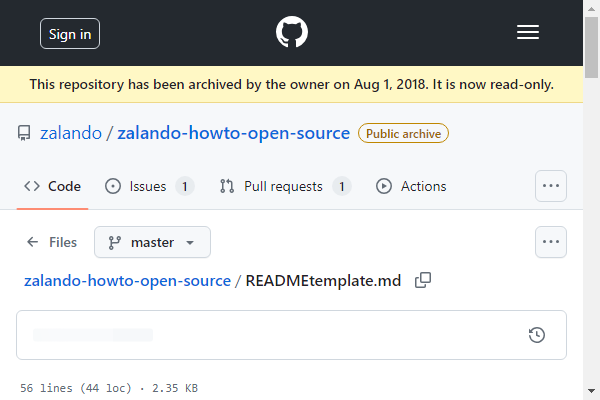 Sign in
This repository has been archived by the owner on Aug 1, 2018. It is now read-only.
zalando / zalando-howto-open-source Public archive
Code Issues 1 Pull requests 1 Actions
Files master
zalando-howto-open-source / READMEtemplate.md
56 lines (44 loc) · 2.35 KB